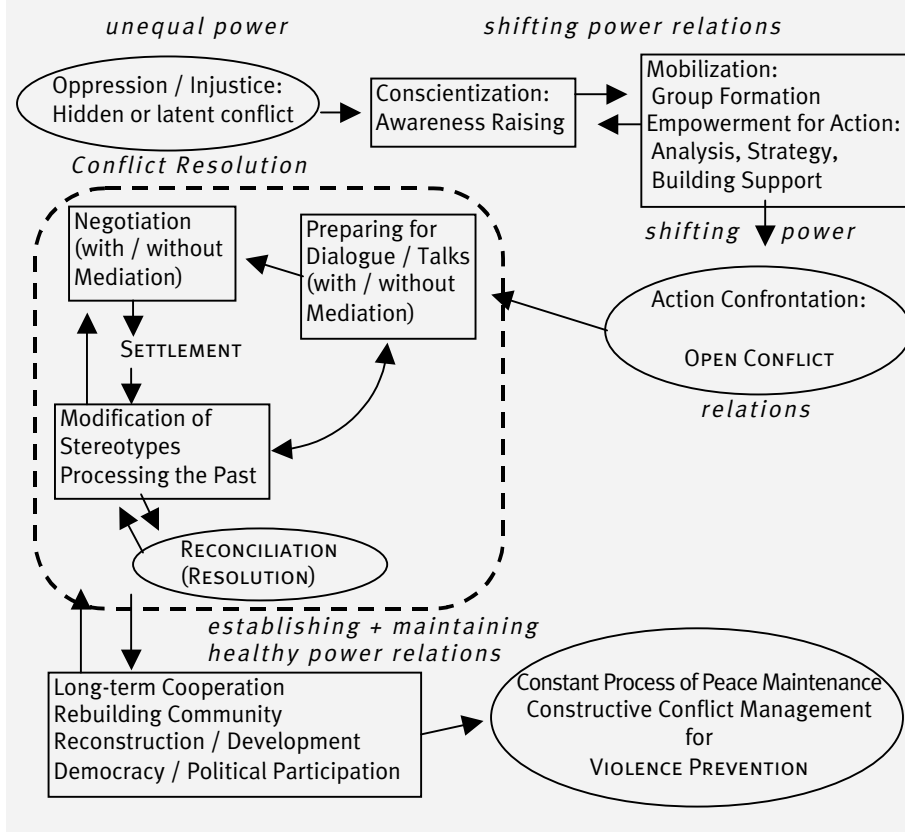 unequal power
shifting power relations
Oppression / Injustice:
Hidden or latent conflict
Conscientization:
Awareness Raising
Mobilization:
Group Formation
Empowerment for Action:
Analysis, Strategy,
Building Support
shifting power
Action Confrontation:
OPEN CONFLICT
relations
Conflict Resolution
Preparing for
Dialogue / Talks
(with / without
Mediation)
Negotiation
(with / without
Mediation)
SETTLEMENT
Modification of
Stereotypes
Processing the Past
RECONCILIATION
(RESOLUTION)
establishing + maintaining
healthy power relations
Long-term Cooperation
Rebuilding Community
Reconstruction / Development
Democracy / Political Participation
Constant Process of Peace Maintenance
Constructive Conflict Management
for
VIOLENCE PREVENTION